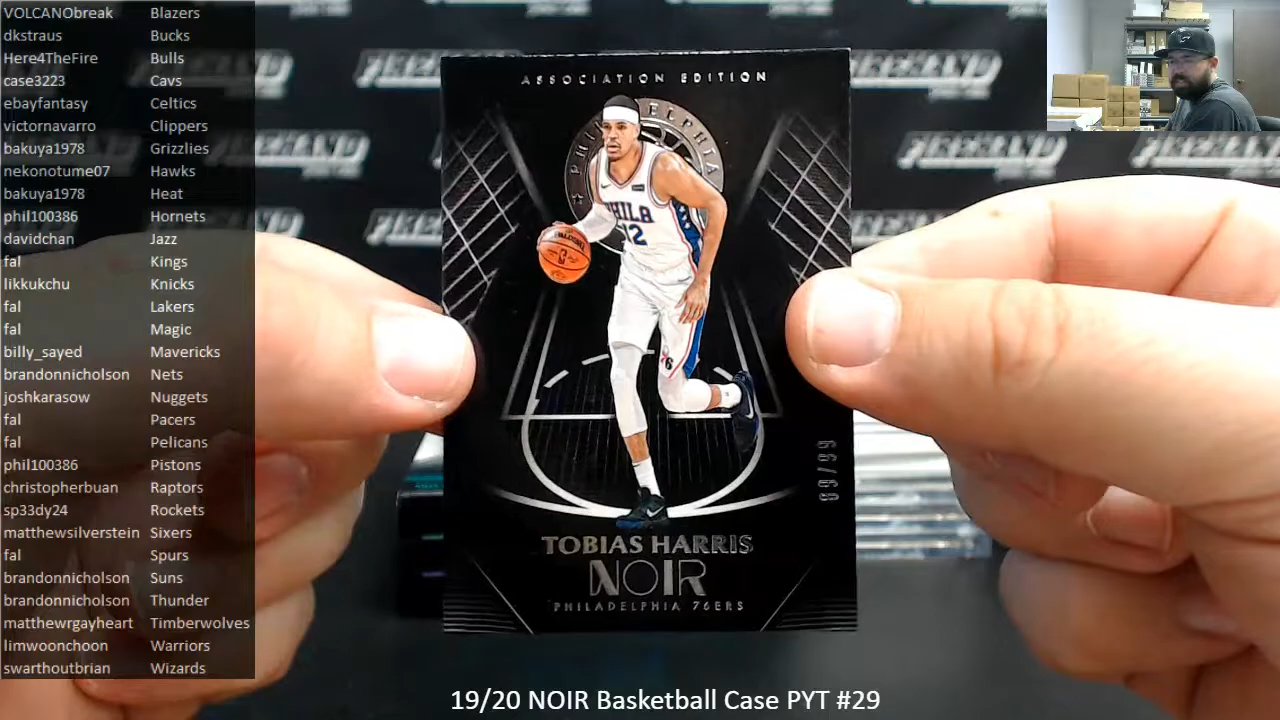 VOLCANObreak Blazers
dkstraus Bucks
Here4TheFire Bulls
case3223 Cavs
ebayfantasy Celtics
victornavarro Clippers
bakuya1978 Grizzlies
nekonotume07 Hawks
bakuya1978 Heat
phil100386 Hornets
davidchan Jazz
fal Kings
likkukchu Knicks
fal Lakers
fal Magic
billy_sayed Mavericks
brandonnicholson Nets
joshkarasow Nuggets
fal Pacers
fal Pelicans
phil100386 Pistons
christopherbuan Raptors
sp33dy24 Rockets
matthewsilverstein Sixers
fal Spurs
brandonnicholson Suns
brandonnicholson Thunder
matthewrgayheart Timberwolves
limwoonchoon Warriors
swarthoutbrian Wizards
ASSOCIATION EDITION
PHILADELPHIA
PHILA
12
TOBIAS HARRIS
NOIR
PHILADELPHIA 76ERS
19/20 NOIR Basketball Case PYT #29